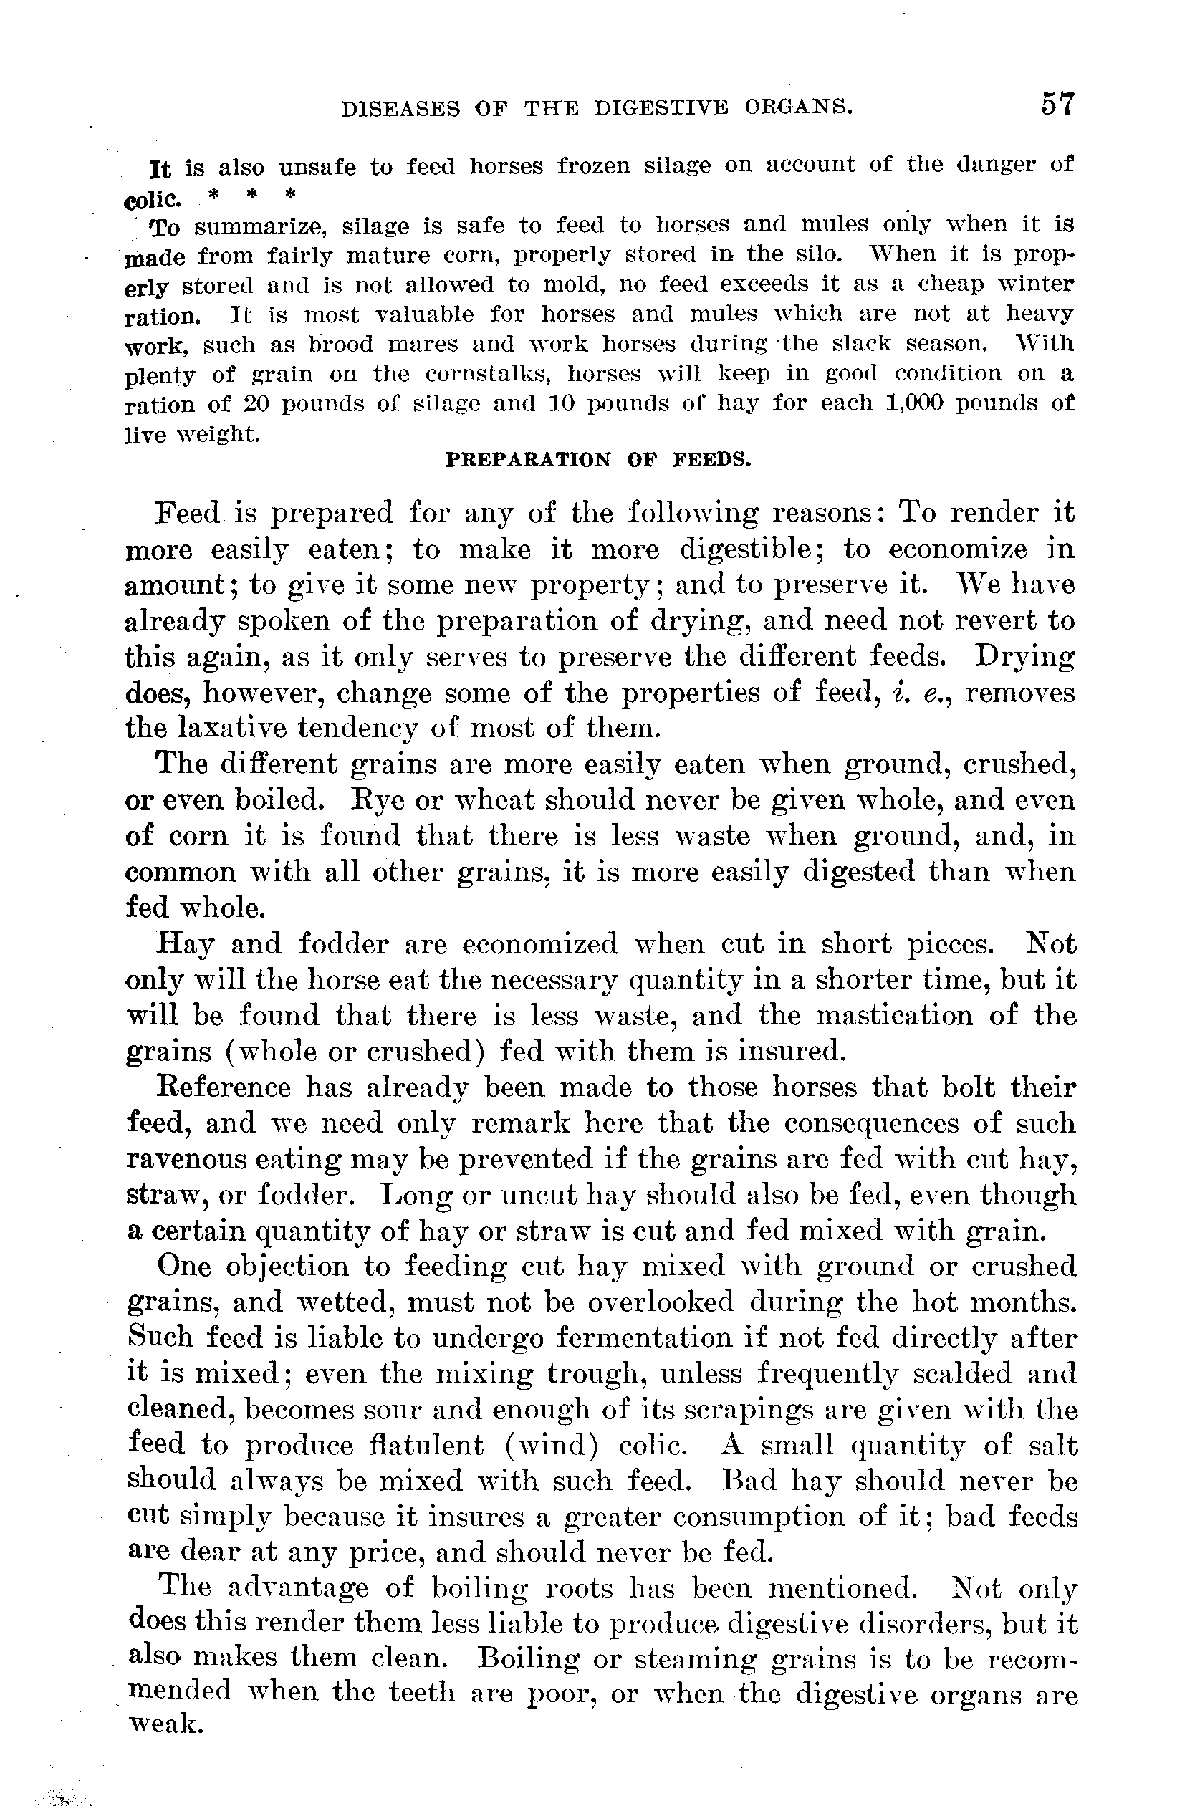 DISEASES OF THE DIGESTIVE ORGANS. 57
It is also unsafe to feed horses frozen silage on account of the danger of
colic. * * *
To summarize, silage is safe to feed to horses and mules only when it is
made from fairly mature corn, properly stored in the silo. When it is prop-
erly stored and is not allowed to mold, no feed exceeds it as a cheap winter
ration. It is most valuable for horses and mules which are not at heavy
work, such as brood mares and work horses during the slack season. With
plenty of grain on the cornstalks, horses will keep in good condition on a
ration of 20 pounds of silage and 10 pounds of hay for each 1,000 pounds of
live weight.
PREPARATION OF FEEDS.
Feed is prepared for any of the following reasons: To render it
more easily eaten; to make it more digestible; to economize in
amount; to give it some new property; and to preserve it. We have
already spoken of the preparation of drying, and need not revert to
this again, as it only serves to preserve the different feeds. Drying
does, however, change some of the properties of feed, i. e., removes
the laxative tendency of most of them.
The different grains are more easily eaten when ground, crushed,
or even boiled. Rye or wheat should never be given whole, and even
of corn it is found that there is less waste when ground, and, in
common with all other grains, it is more easily digested than when
fed whole.
Hay and fodder are economized when cut in short pieces. Not
only will the horse eat the necessary quantity in a shorter time, but it
will be found that there is less waste, and the mastication of the
grains (whole or crushed) fed with them is insured.
Reference has already been made to those horses that bolt their
feed, and we need only remark here that the consequences of such
ravenous eating may be prevented if the grains are fed with cut hay,
straw, or fodder. Long or uncut hay should also be fed, even though
a certain quantity of hay or straw is cut and fed mixed with grain.
One objection to feeding cut hay mixed with ground or crushed
grains, and wetted, must not be overlooked during the hot months.
Such feed is liable to undergo fermentation if not fed directly after
it is mixed; even the mixing trough, unless frequently scalded and
cleaned, becomes sour and enough of its scrapings are given with the
feed to produce flatulent (wind) colic. A small quantity of salt
should always be mixed with such feed. Bad hay should never be
cut simply because it insures a greater consumption of it; bad feeds
are dear at any price, and should never be fed.
The advantage of boiling roots has been mentioned. Not only
does this render them less liable to produce digestive disorders, but it
also makes them clean. Boiling or steaming grains is to be recom-
mended when the teeth are poor, or when the digestive organs are
weak.